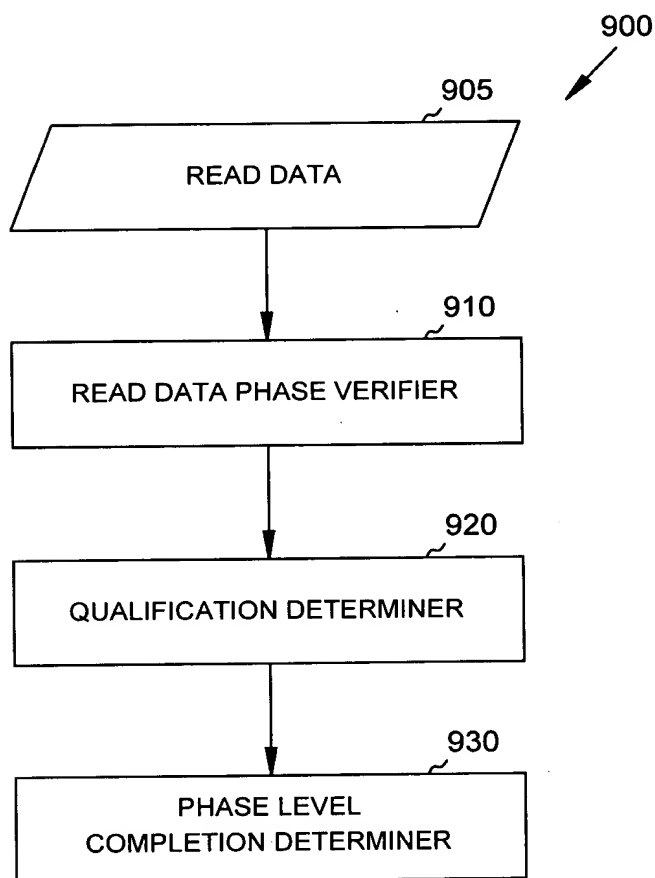 900
905
READ DATA
910
READ DATA PHASE VERIFIER
920
QUALIFICATION DETERMINER
930
PHASE LEVEL
COMPLETION DETERMINER